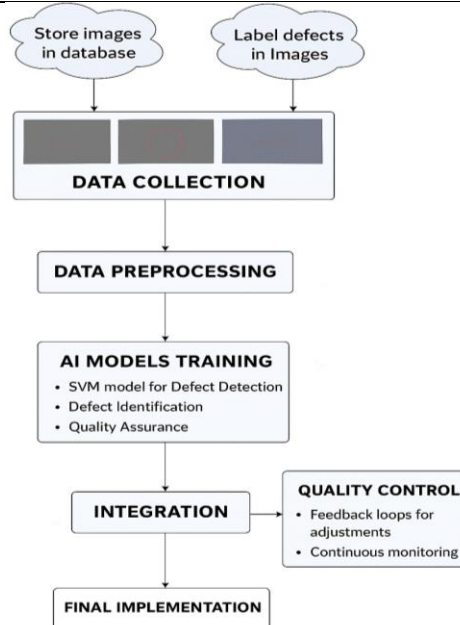 Store images
in database
Label defects
in Images
DATA COLLECTION
DATA PREPROCESSING
AI MODELS TRAINING
• SVM model for Defect Detection
• Defect Identification
• Quality Assurance
INTEGRATION
QUALITY CONTROL
• Feedback loops for
adjustments
• Continuous monitoring
FINAL IMPLEMENTATION